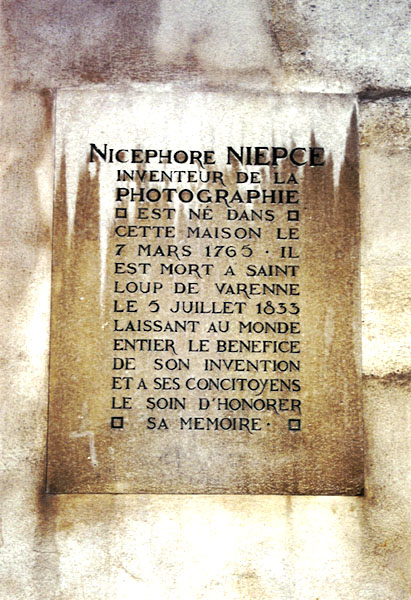 NICEPHORE NIEPCE
INVENTEUR DE LA
PHOTOGRAPHIE
EST NÉ DANS
CETTE MAISON LE
7 MARS 1765 · IL
EST MORT A SAINT
LOUP DE VARENNE
LE 5 JUILLET 1833
LAISSANT AU MONDE
ENTIER LE BENEFICE
DE SON INVENTION
ET A SES CONCITOYENS
LE SOIN D'HONORER
SA MEMOIRE ·